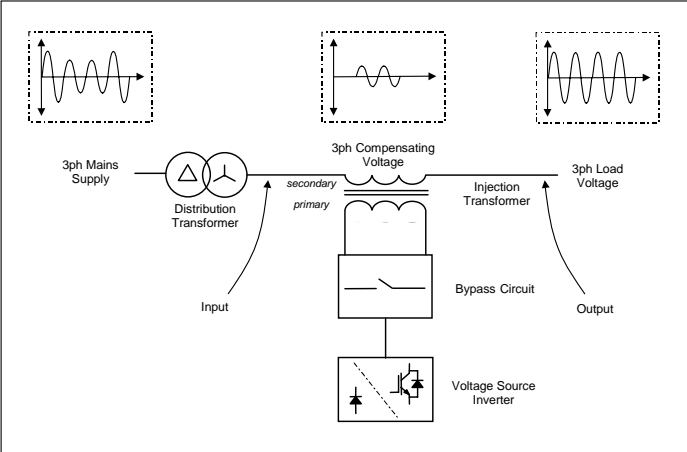 3ph Compensating
Voltage
3ph Mains
Supply
3ph Load
Voltage
secondary
primary
Injection
Transformer
Distribution
Transformer
Input
Bypass Circuit
Output
Voltage Source
Inverter